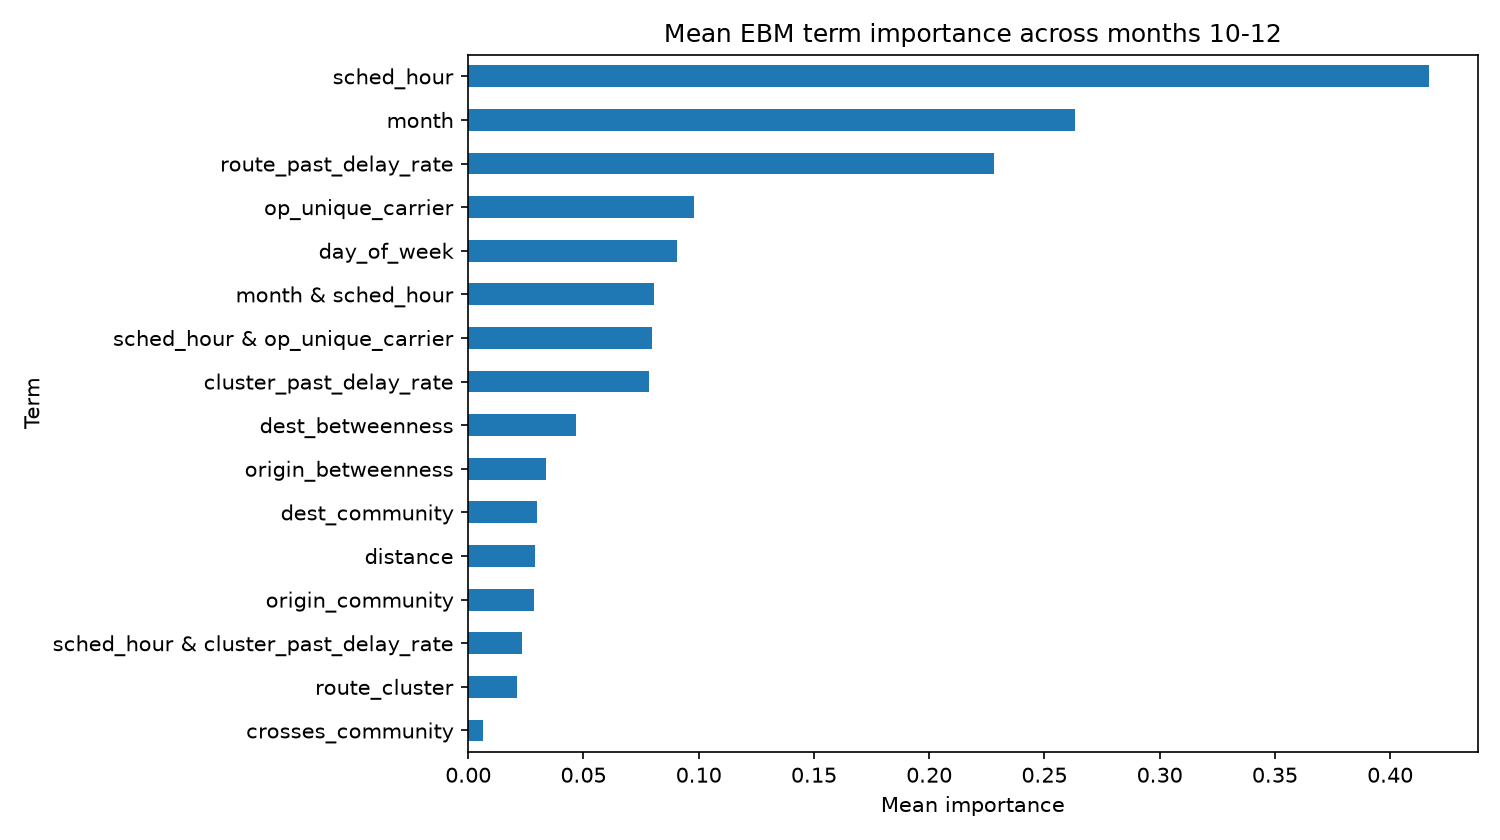 Mean EBM term importance across months 10-12
sched_hour
month
route_past_delay_rate
op_unique_carrier
day_of_week
month & sched_hour
sched_hour & op_unique_carrier
cluster_past_delay_rate
dest_betweenness
origin_betweenness
dest_community
distance
origin_community
sched_hour & cluster_past_delay_rate
route_cluster
crosses_community
Term
0.00 0.05 0.10 0.15 0.20 0.25 0.30 0.35 0.40
Mean importance